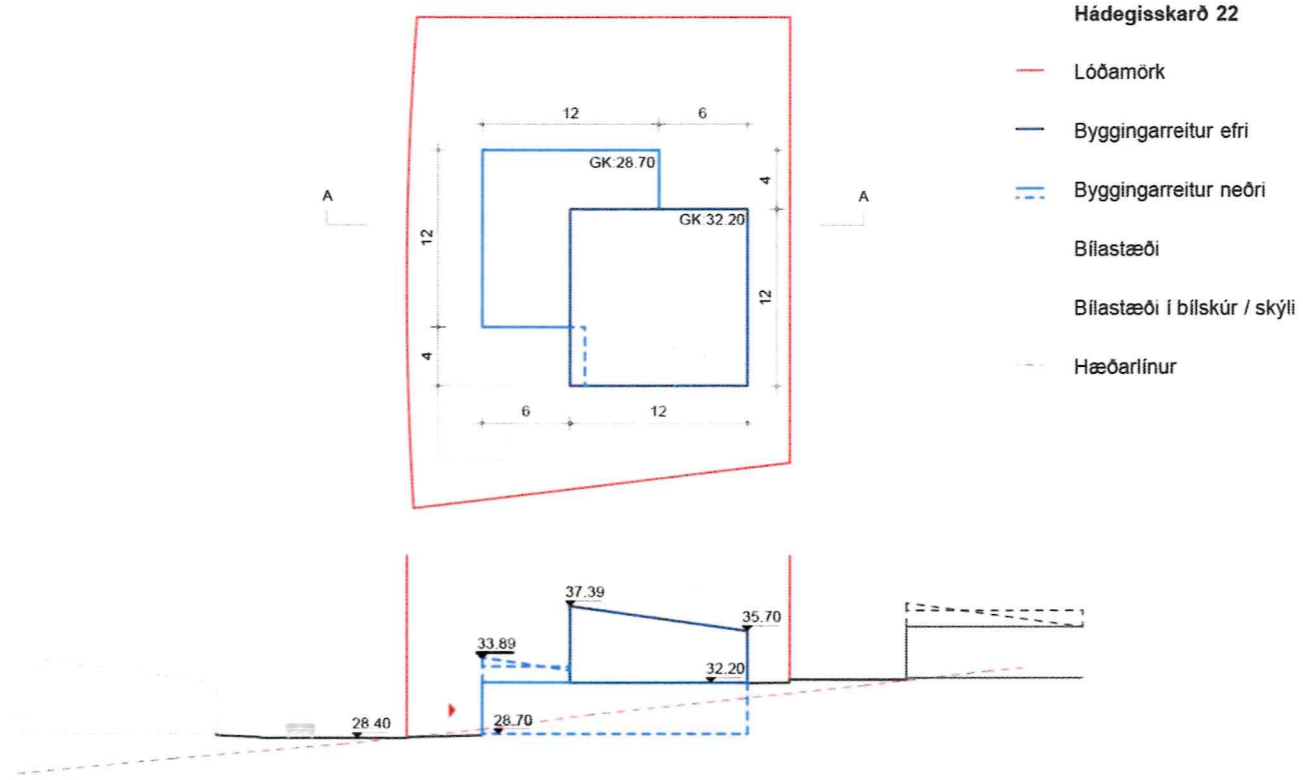 Hádegisskarð 22
Lóðamörk
Byggingarreitur efri
Byggingarreitur neðri
Bílastæði
Bílastæði í bílskúr / skýli
Hæðarlínur
12
6
GK:28.70
4
A
A
GK:32.20
12
12
4
6
12
37.39
35.70
33.89
32.20
28.40
28.70